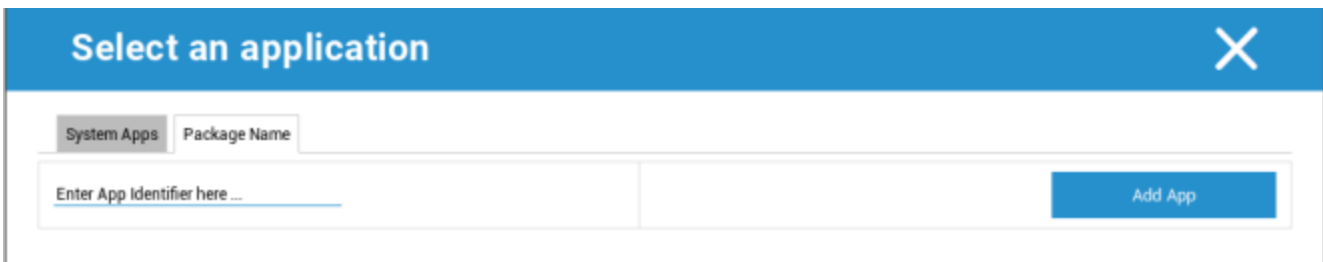 Select an application
System Apps
Package Name
Enter App Identifier here ...
Add App